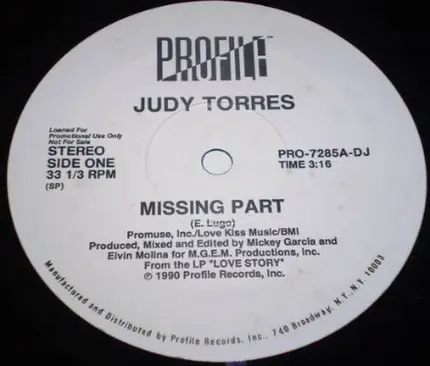 PROFILE
JUDY TORRES
Loaned For
Promotional Use Only
Not For Sale
STEREO
SIDE ONE
33 1/3 RPM
(SP)
PRO-7285A-DJ
TIME 3:16
MISSING PART
(E. Lugo)
Promuse, Inc./Love Kiss Music/BMI
Produced, Mixed and Edited by Mickey Garcia and
Elvin Molina for M.G.E.M. Productions, Inc.
From the LP "LOVE STORY"
℗ 1990 Profile Records, Inc.
Manufactured and Distributed by Profile Records, Inc., 740 Broadway, N.Y., N.Y. 10003